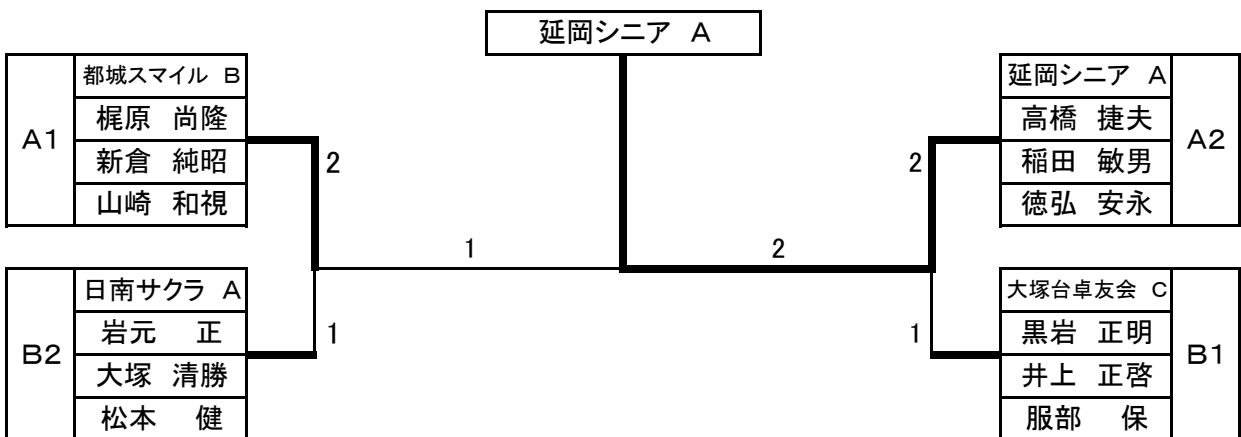 延岡シニア A
A1
都城スマイル B
梶原 尚隆
新倉 純昭
山崎 和視
2
延岡シニア A
高橋 捷夫
稲田 敏男
徳弘 安永
A2
2
1
2
B2
日南サクラ A
岩元 正
大塚 清勝
松本 健
1
大塚台卓友会 C
黒岩 正明
井上 正啓
服部 保
B1
1